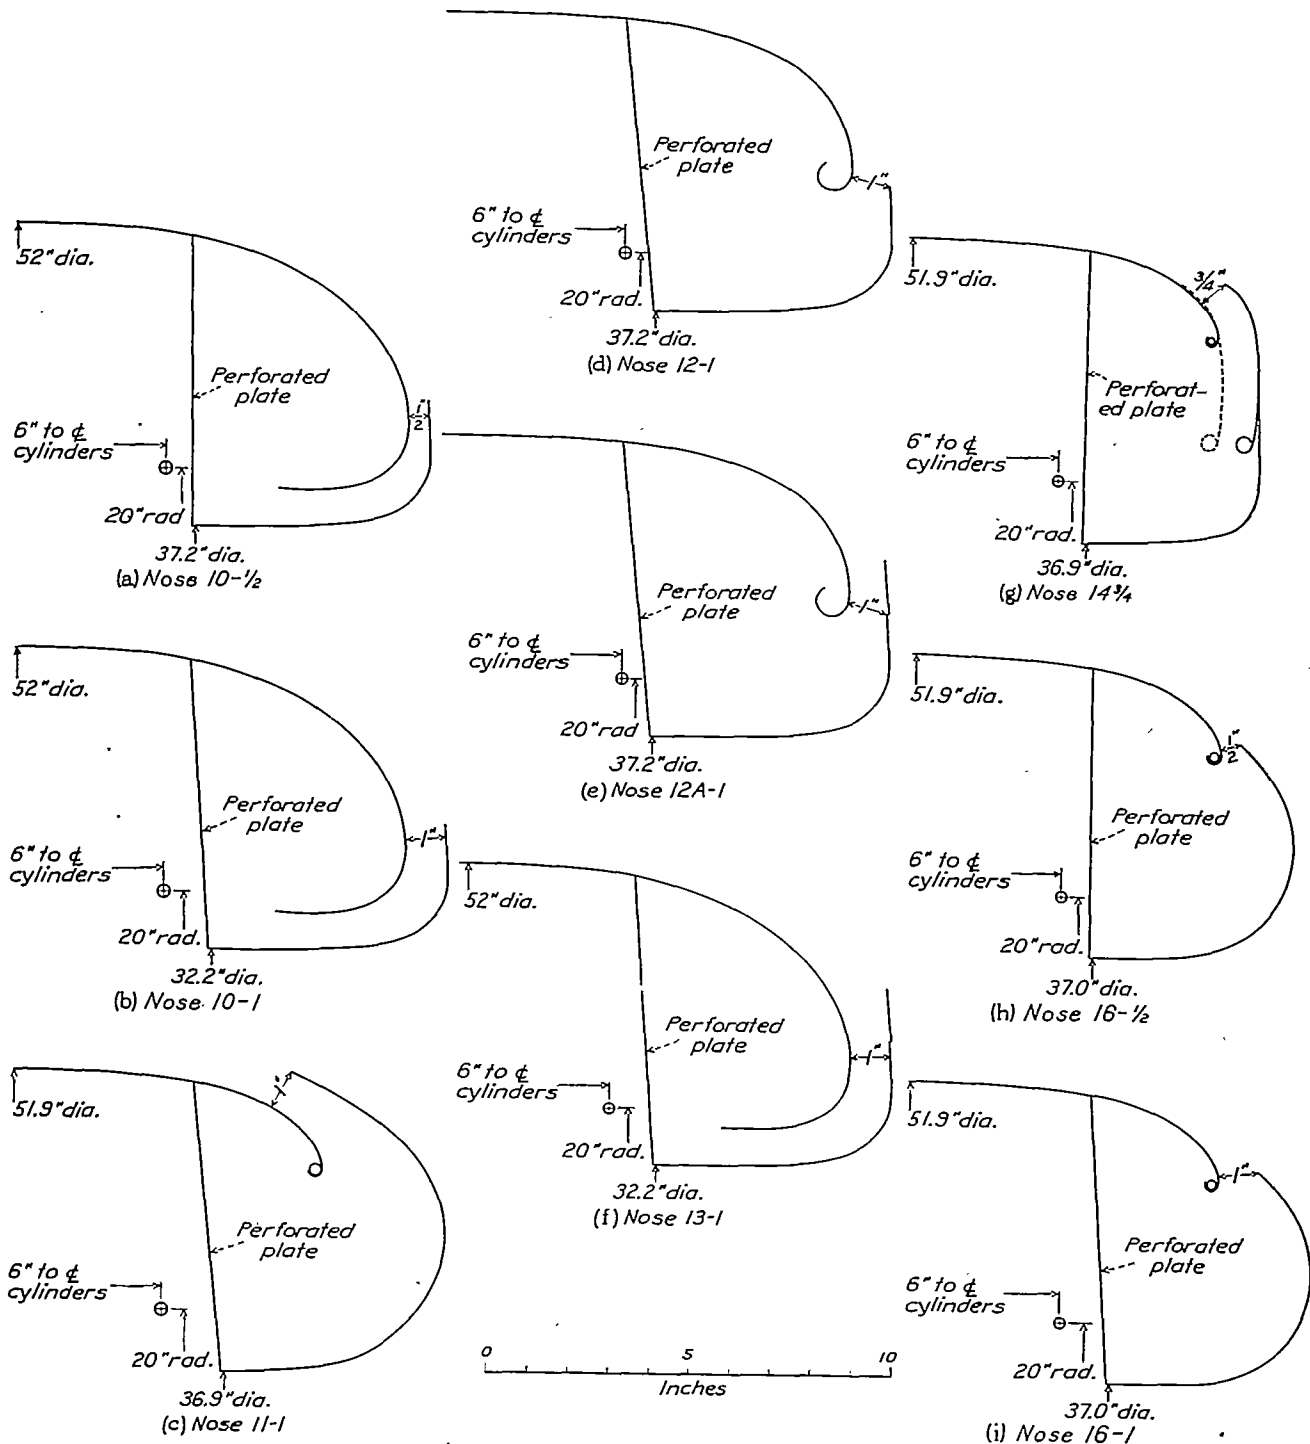 52"dia.
Perforated
plate
1/2"
6" to ℄
cylinders
20"rad
37.2"dia.
(a) Nose 10-1/2
52"dia.
Perforated
plate
1"
6" to ℄
cylinders
20"rad.
32.2"dia.
(b) Nose 10-1
51.9"dia.
1"
Perforated
plate
6" to ℄
cylinders
20"rad.
36.9"dia.
(c) Nose 11-1
Perforated
plate
1"
6" to ℄
cylinders
20"rad.
37.2"dia.
(d) Nose 12-1
Perforated
plate
1"
6" to ℄
cylinders
20"rad
37.2"dia.
(e) Nose 12A-1
52"dia.
Perforated
plate
1"
6" to ℄
cylinders
20"rad.
32.2"dia.
(f) Nose 13-1
0 5 10
Inches
51.9"dia.
3/4"
Perforat-
ed plate
6" to ℄
cylinders
20"rad.
36.9"dia.
(g) Nose 14 3/4
51.9"dia.
1/2"
Perforated
plate
6" to ℄
cylinders
20"rad.
37.0"dia.
(h) Nose 16-1/2
51.9"dia.
1"
Perforated
plate
6" to ℄
cylinders
20"rad.
37.0"dia.
(i) Nose 16-1